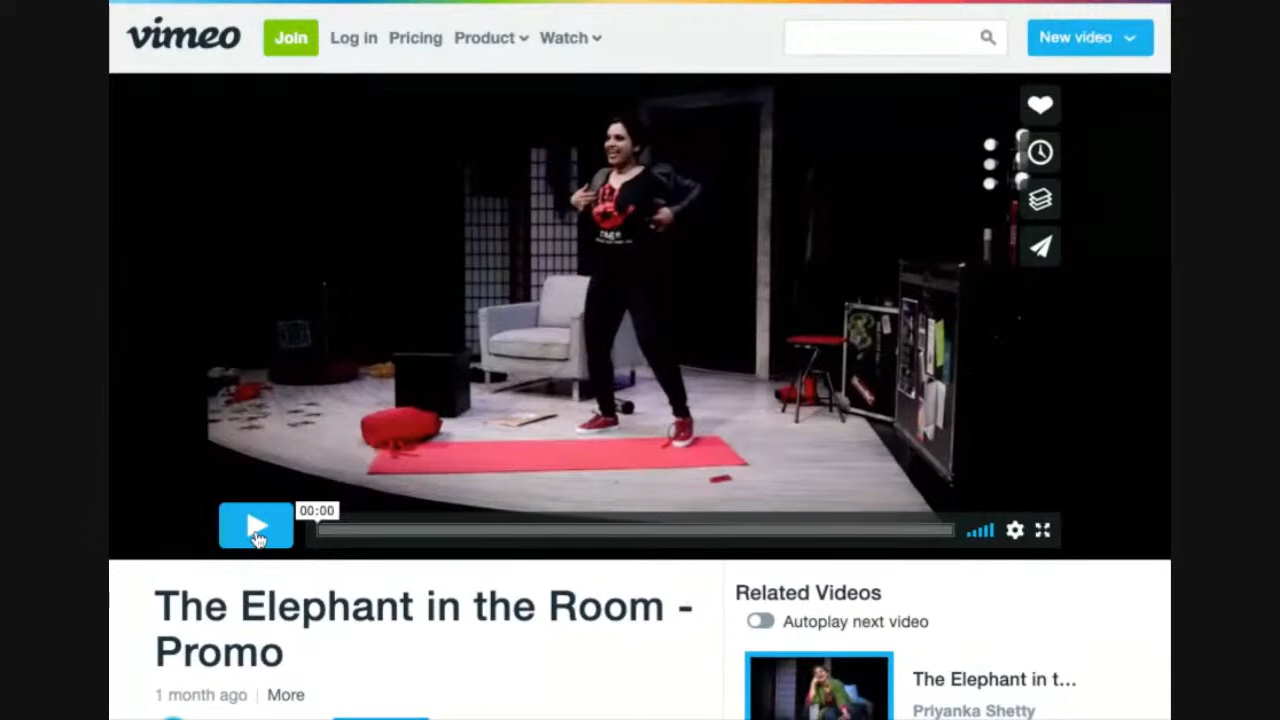 vimeo Join Log in Pricing Product Watch New video
rage
00:00
The Elephant in the Room -
Promo
1 month ago | More
Related Videos
Autoplay next video
The Elephant in t...
Priyanka Shetty